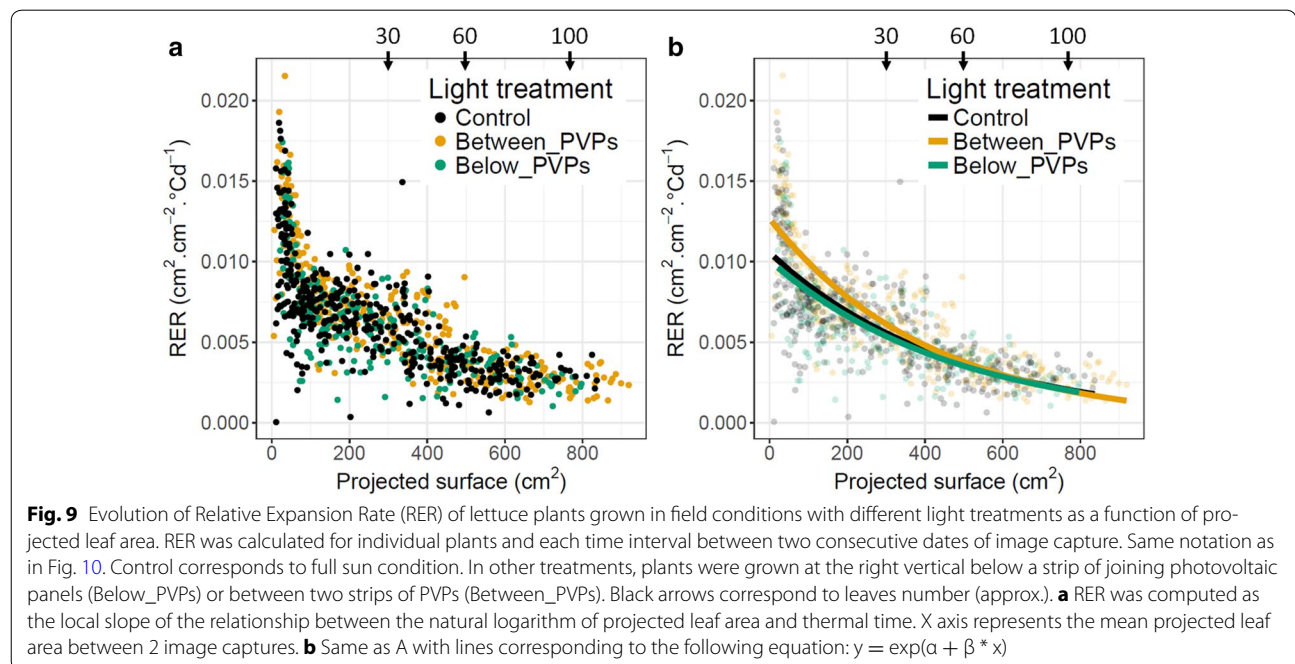 a
30 60 100
Light treatment
Control
Between_PVPs
Below_PVPs
0.020
0.015
0.010
0.005
0.000
RER (cm².cm⁻².°Cd⁻¹)
0 200 400 600 800
Projected surface (cm²)
b
30 60 100
Light treatment
Control
Between_PVPs
Below_PVPs
0.020
0.015
0.010
0.005
0.000
RER (cm².cm⁻².°Cd⁻¹)
0 200 400 600 800
Projected surface (cm²)
Fig. 9 Evolution of Relative Expansion Rate (RER) of lettuce plants grown in field conditions with different light treatments as a function of pro-
jected leaf area. RER was calculated for individual plants and each time interval between two consecutive dates of image capture. Same notation as
in Fig. 10. Control corresponds to full sun condition. In other treatments, plants were grown at the right vertical below a strip of joining photovoltaic
panels (Below_PVPs) or between two strips of PVPs (Between_PVPs). Black arrows correspond to leaves number (approx.). a RER was computed as
the local slope of the relationship between the natural logarithm of projected leaf area and thermal time. X axis represents the mean projected leaf
area between 2 image captures. b Same as A with lines corresponding to the following equation: y = exp(α + β * x)